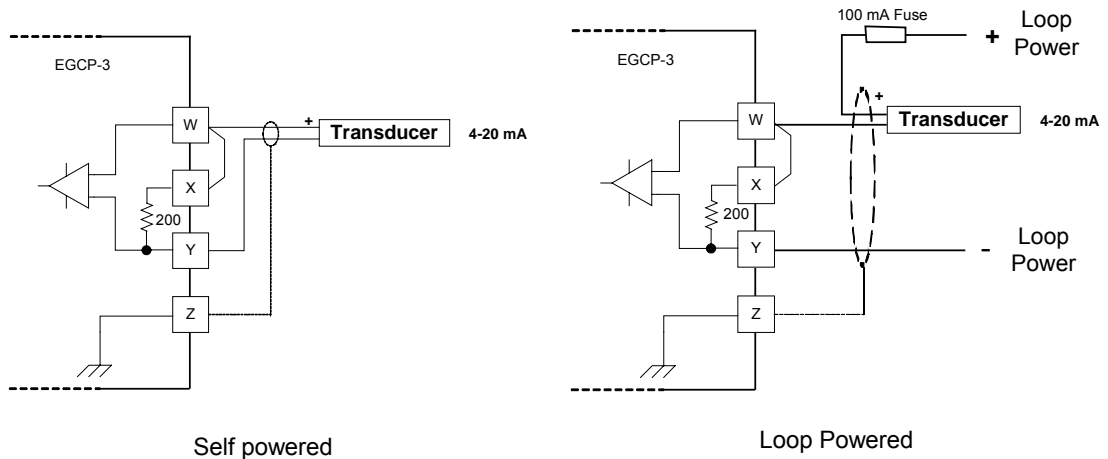 EGCP-3
W
X
Y
Z
200
+
Transducer
4-20 mA
Self powered
100 mA Fuse
+
Loop
Power
EGCP-3
W
X
Y
Z
200
+
Transducer
4-20 mA
-
Loop
Power
Loop Powered